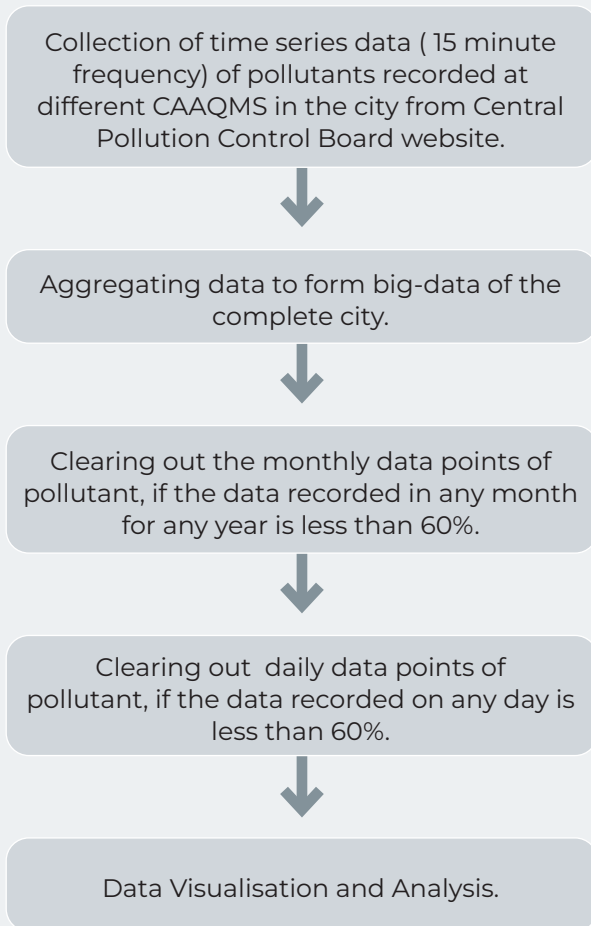 Collection of time series data ( 15 minute
frequency) of pollutants recorded at
different CAAQMS in the city from Central
Pollution Control Board website.
Aggregating data to form big-data of the
complete city.
Clearing out the monthly data points of
pollutant, if the data recorded in any month
for any year is less than 60%.
Clearing out  daily data points of
pollutant, if the data recorded on any day is
less than 60%.
Data Visualisation and Analysis.